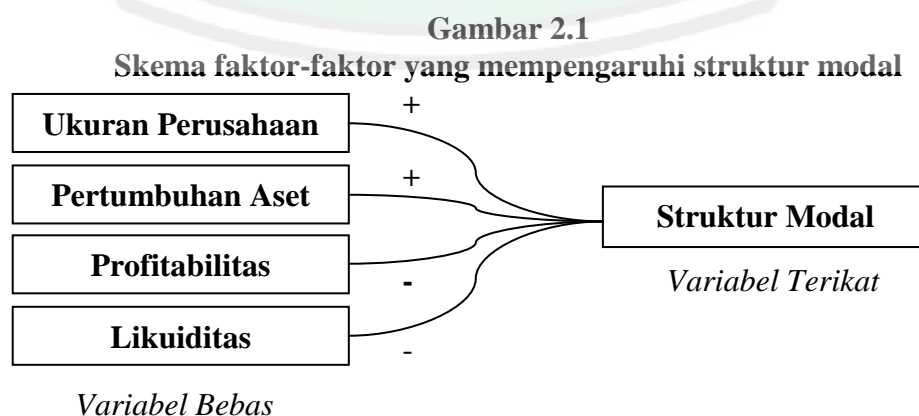 Gambar 2.1
Skema faktor-faktor yang mempengaruhi struktur modal
+
Ukuran Perusahaan
+
Pertumbuhan Aset
Struktur Modal
Profitabilitas
-
Variabel Terikat
Likuiditas
-
Variabel Bebas